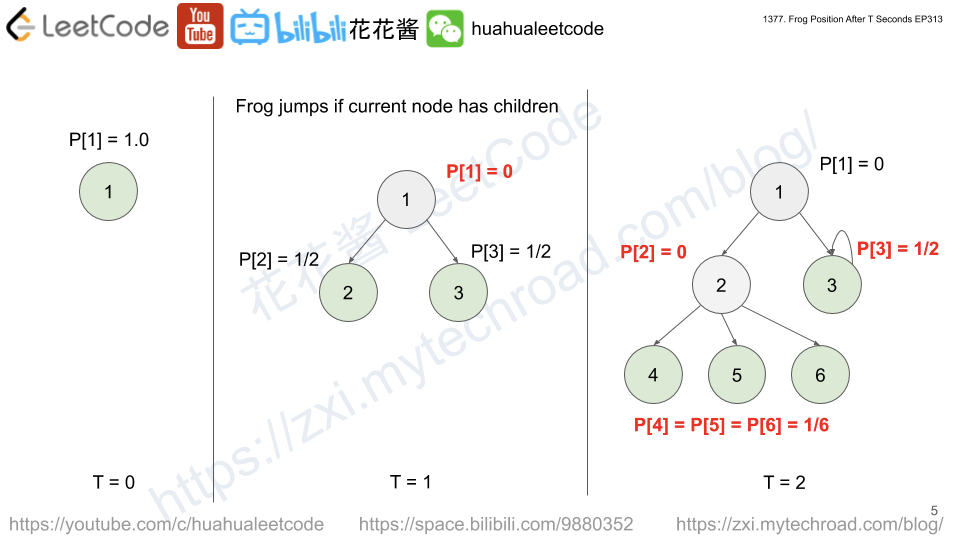 LeetCode
You
Tube
bilibili
花花酱
huahualeetcode
1377. Frog Position After T Seconds EP313
Frog jumps if current node has children
P[1] = 1.0
1
T = 0
P[1] = 0
1
P[2] = 1/2
P[3] = 1/2
2
3
T = 1
P[1] = 0
1
P[2] = 0
P[3] = 1/2
2
3
4
5
6
P[4] = P[5] = P[6] = 1/6
T = 2
花花酱 LeetCode
https://zxi.mytechroad.com/blog/
5
https://youtube.com/c/huahualeetcode
https://space.bilibili.com/9880352
https://zxi.mytechroad.com/blog/